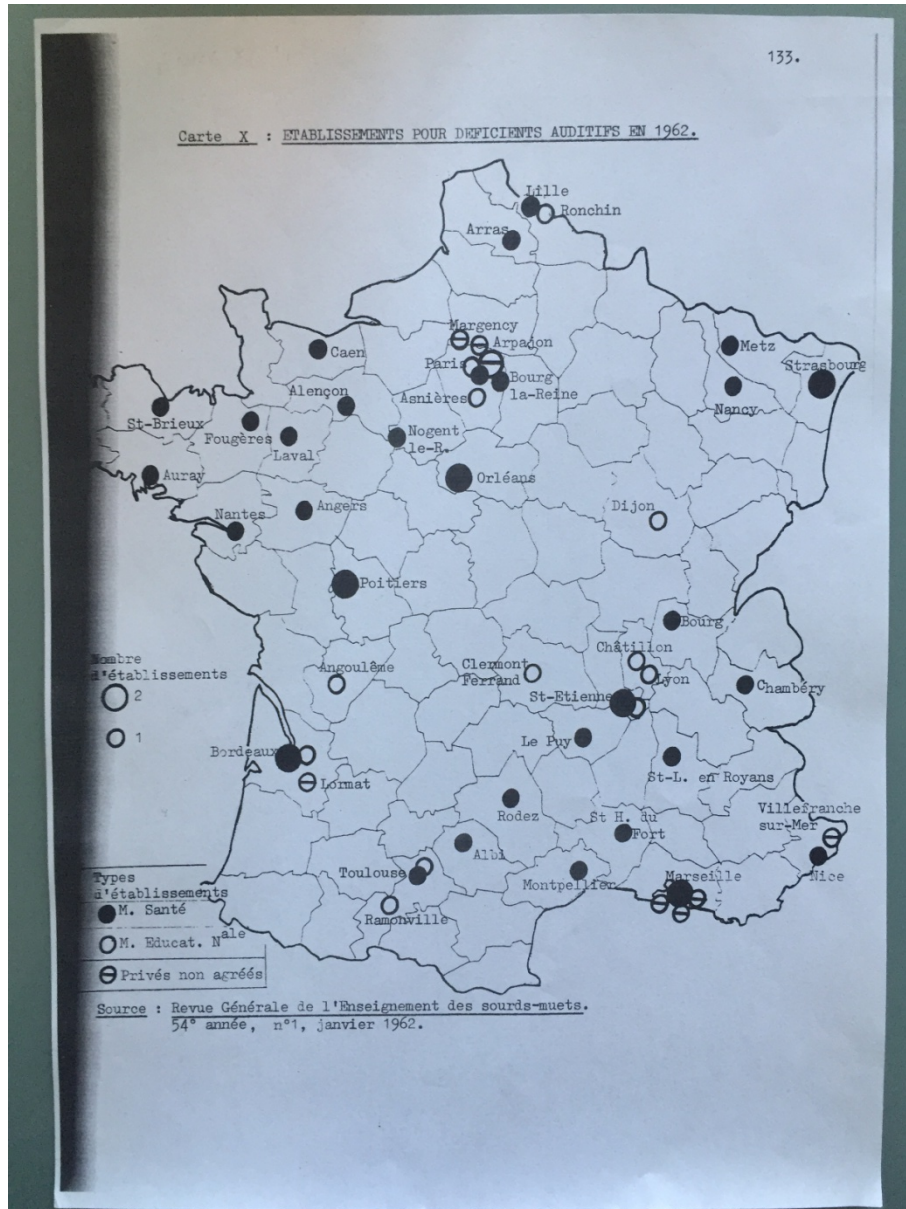 133.
Carte X : ETABLISSEMENTS POUR DEFICIENTS AUDITIFS EN 1962.
Lille
Ronchin
Arras
Margency
Arpajon
Caen
Metz
Paris
Strasbourg
Bourg
la-Reine
Alençon
Asnières
Nancy
St-Brieux
Fougères
Laval
Nogent
le-R.
Auray
Orléans
Angers
Dijon
Nantes
Poitiers
Bourg
Châtillon
Nombre
d'établissements
2
1
Angoulême
Clermont
Ferrand
Lyon
Chambéry
St-Etienne
Le Puy
Bordeaux
St-L. en Royans
Lormat
Rodez
St H. du
Fort
Villefranche
sur-Mer
Albi
Toulouse
Montpellier
Marseille
Nice
Ramonville
Types
d'établissements
M. Santé
M. Educat. Nale
Privés non agréés
Source : Revue Générale de l'Enseignement des sourds-muets.
54° année, n°1, janvier 1962.